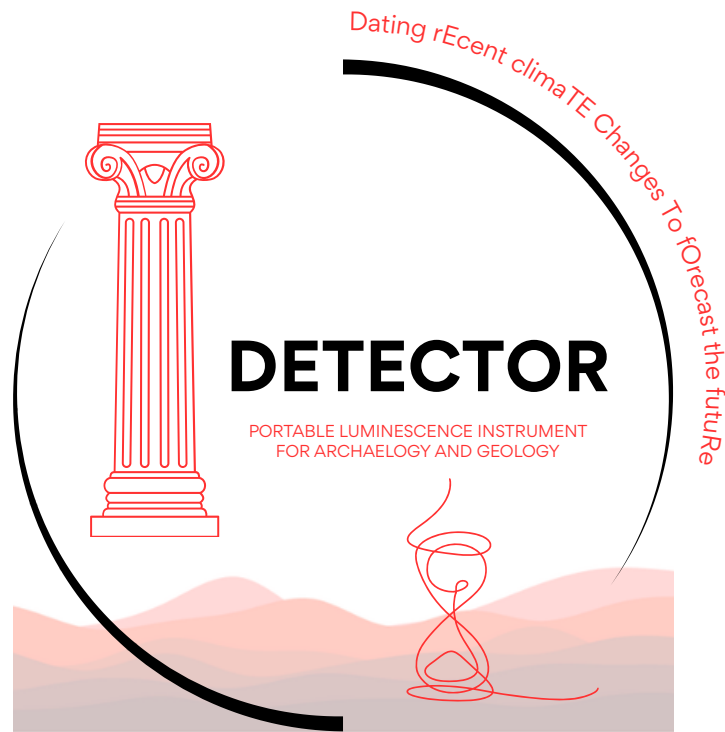 Dating rEcent climaTE Changes To fOrecast the futuRe
DETECTOR
PORTABLE LUMINESCENCE INSTRUMENT
FOR ARCHAELOGY AND GEOLOGY